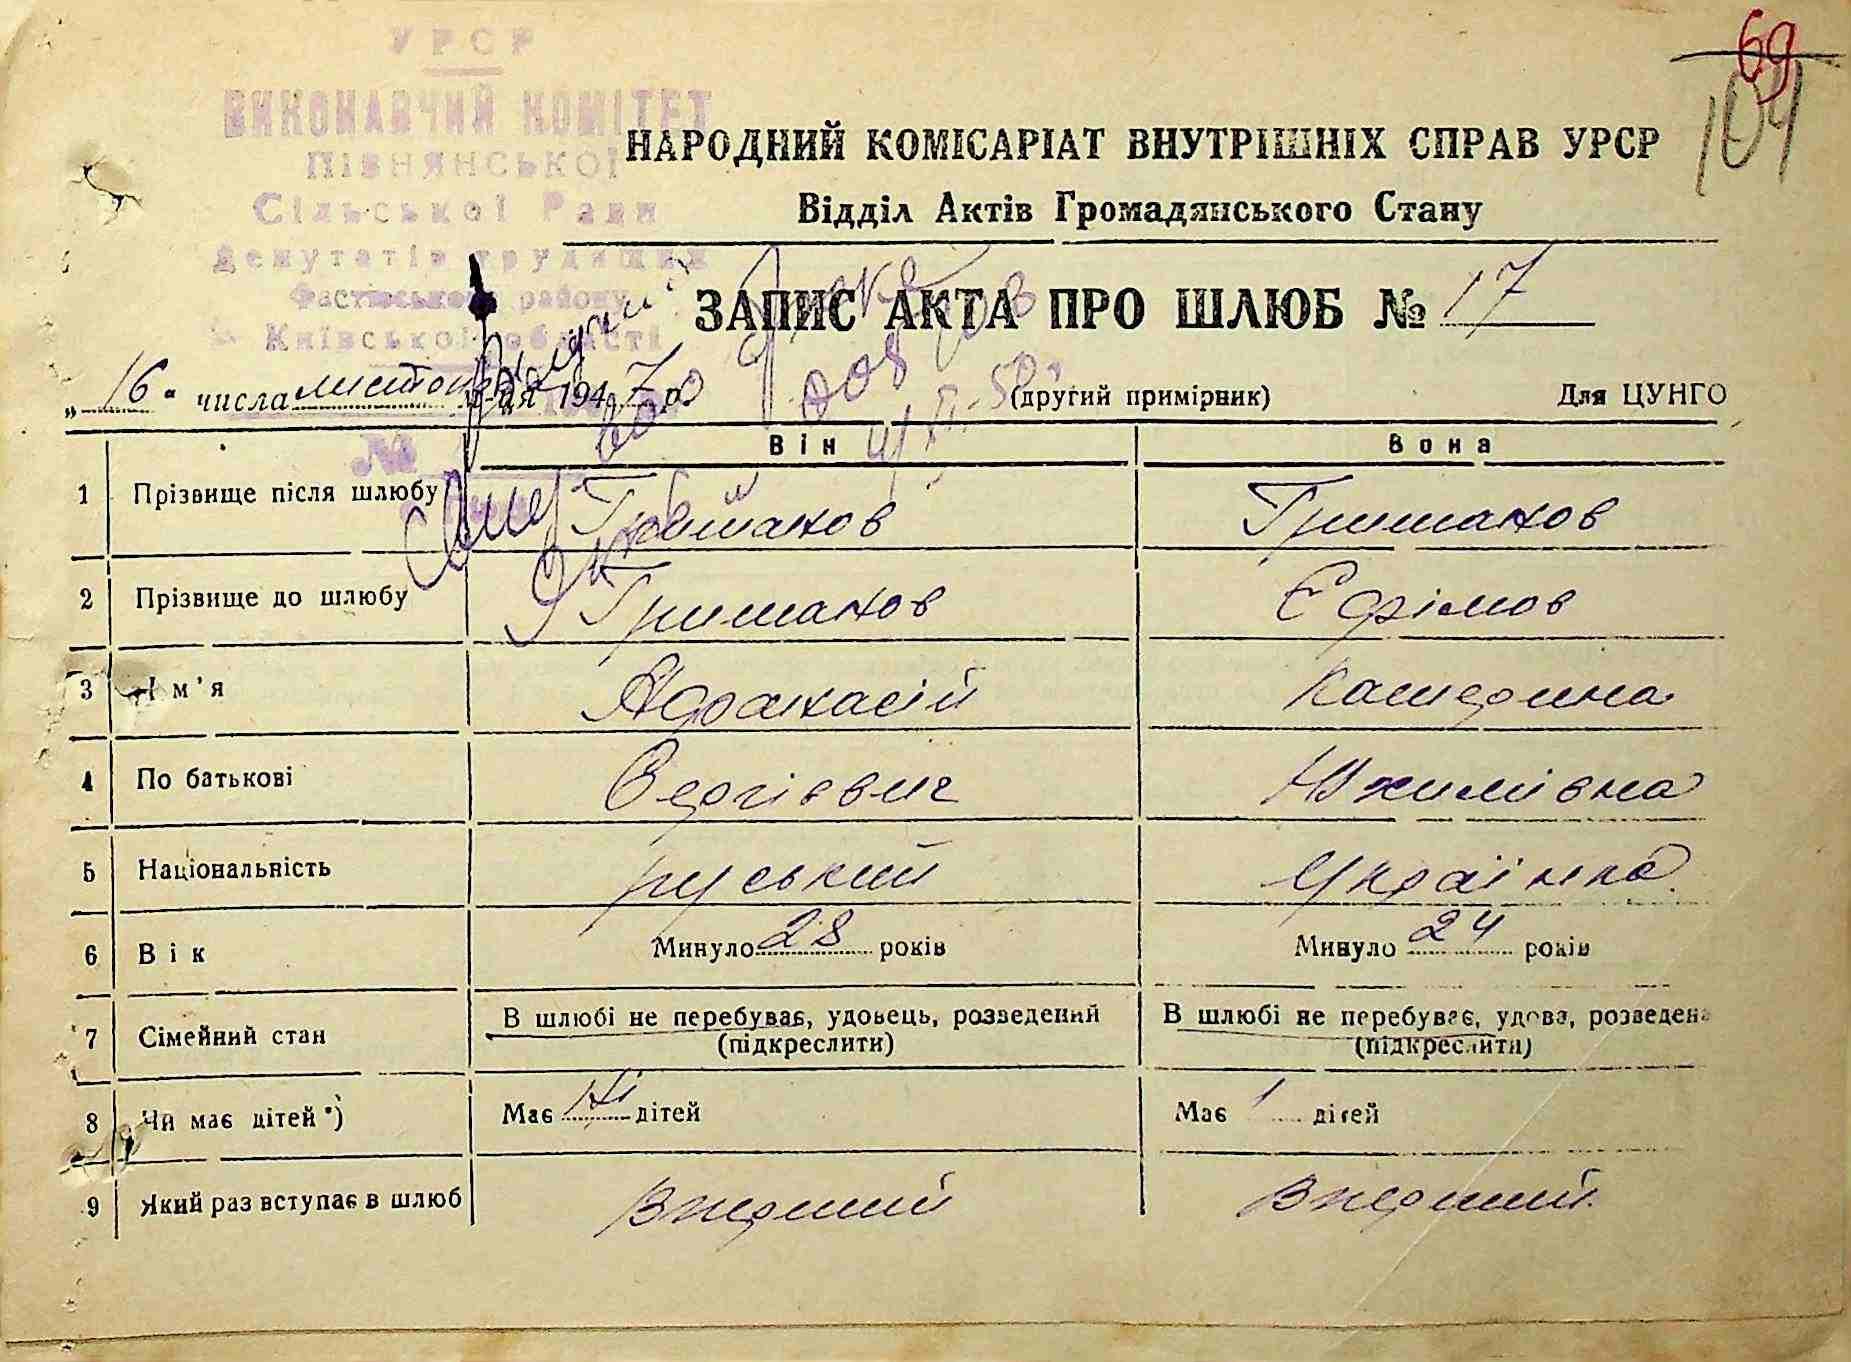 УРСР
ВИКОНАВЧИЙ КОМІТЕТ
ПІВНЯНСЬКОЇ
Сільської Ради
Депутатів трудящих
Фастівського району
Київської області
№
69
104
НАРОДНИЙ КОМІСАРІАТ ВНУТРІШНІХ СПРАВ УРСР
Відділ Актів Громадянського Стану
ЗАПИС АКТА ПРО ШЛЮБ № 17
„16" числа листопада 1947 р. (другий примірник) Для ЦУНГО
Він Вона
1 Прізвище після шлюбу Гришанов Гришанов
2 Прізвище до шлюбу Гришанов Єфімов
3 Ім'я Афанасій Катерина
4 По батькові Сергієвич Юхимівна
5 Національність руський Українка
6 Вік Минуло 28 років Минуло 24 років
7 Сімейний стан В шлюбі не перебуває, удовець, розведений (підкреслити) В шлюбі не перебуває, удова, розведена (підкреслити)
8 Чи має дітей*) Має Ні дітей Має 1 дітей
9 Який раз вступає в шлюб Вперший Вперший